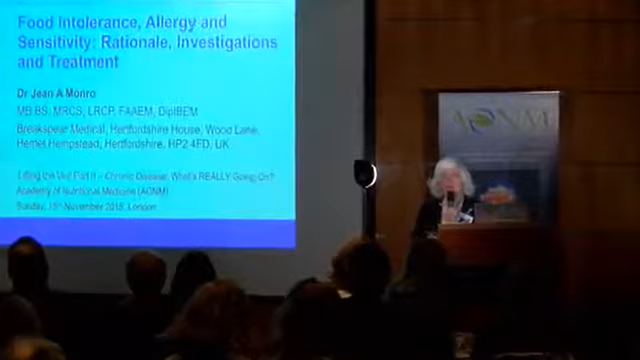 Food Intolerance, Allergy and
Sensitivity: Rationale, Investigations
and Treatment
Dr Jean A Monro
MB BS, MRCS, LRCP, FAAEM, DipIBEM
Breakspear Medical, Hertfordshire House, Wood Lane,
Hemel Hempstead, Hertfordshire, HP2 4FD, UK
Lifting the Veil Part II – Chronic Disease: What's REALLY Going On?
Academy of Nutritional Medicine (AONM)
Sunday, 15th November 2015, London
AONM